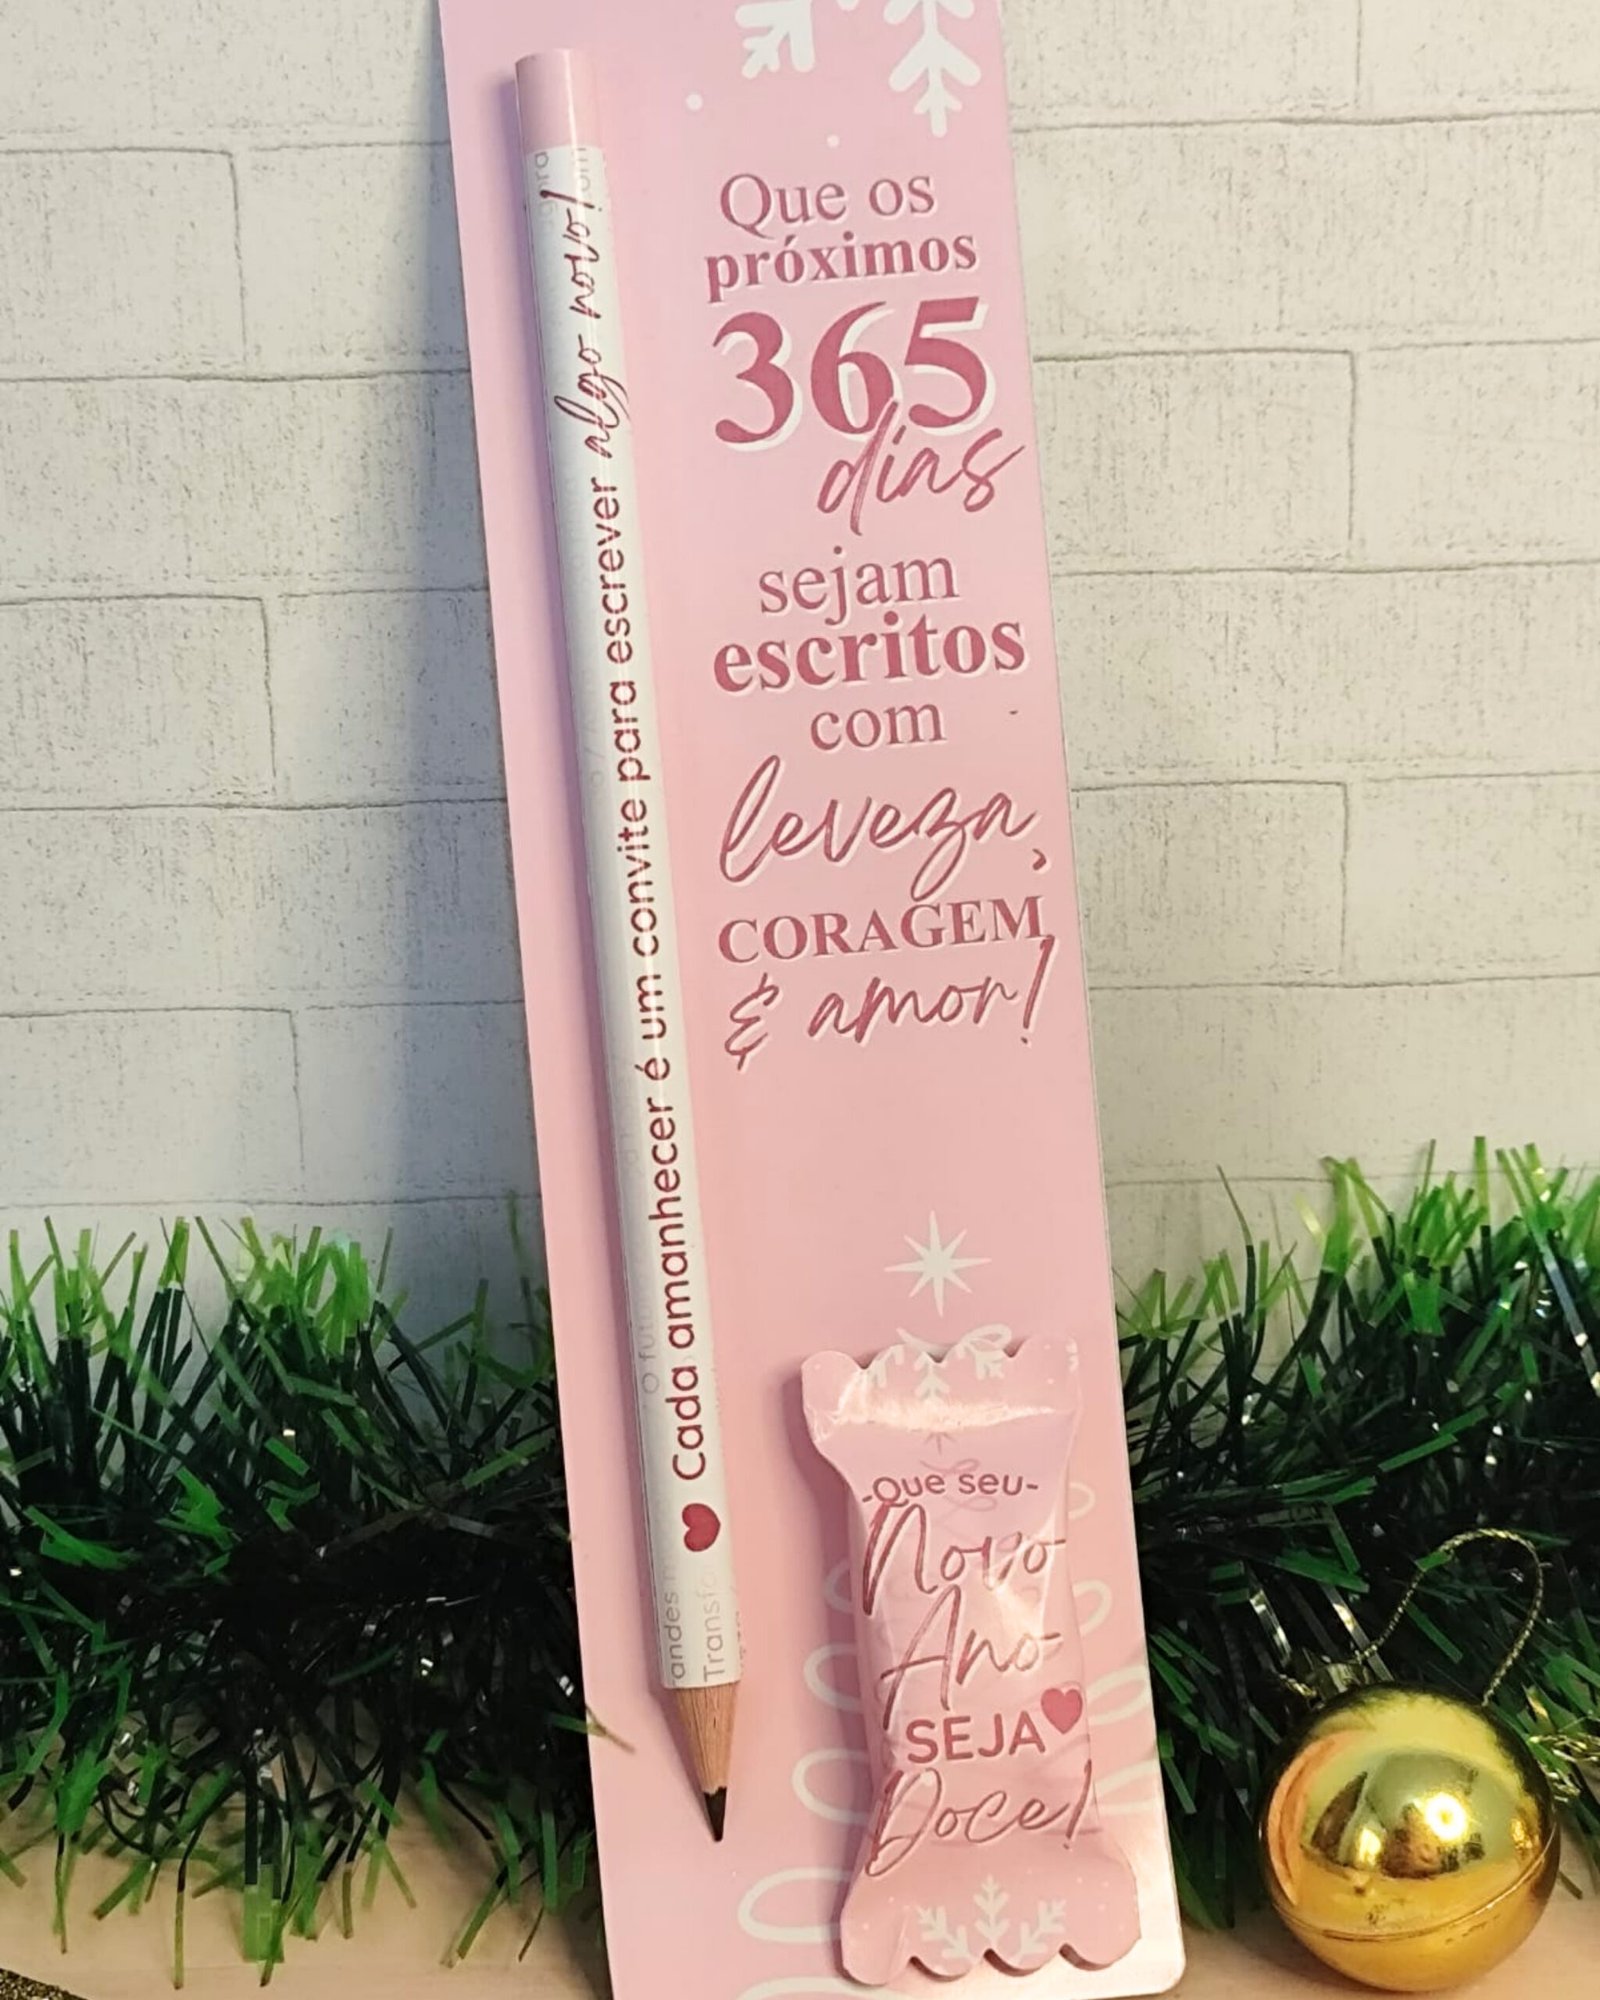 Que os
próximos
365
dias
sejam
escritos
com
leveza,
CORAGEM
& amor!
Cada amanhecer é um convite para escrever algo novo!
-Que seu-
Novo
Ano
SEJA
Doce!